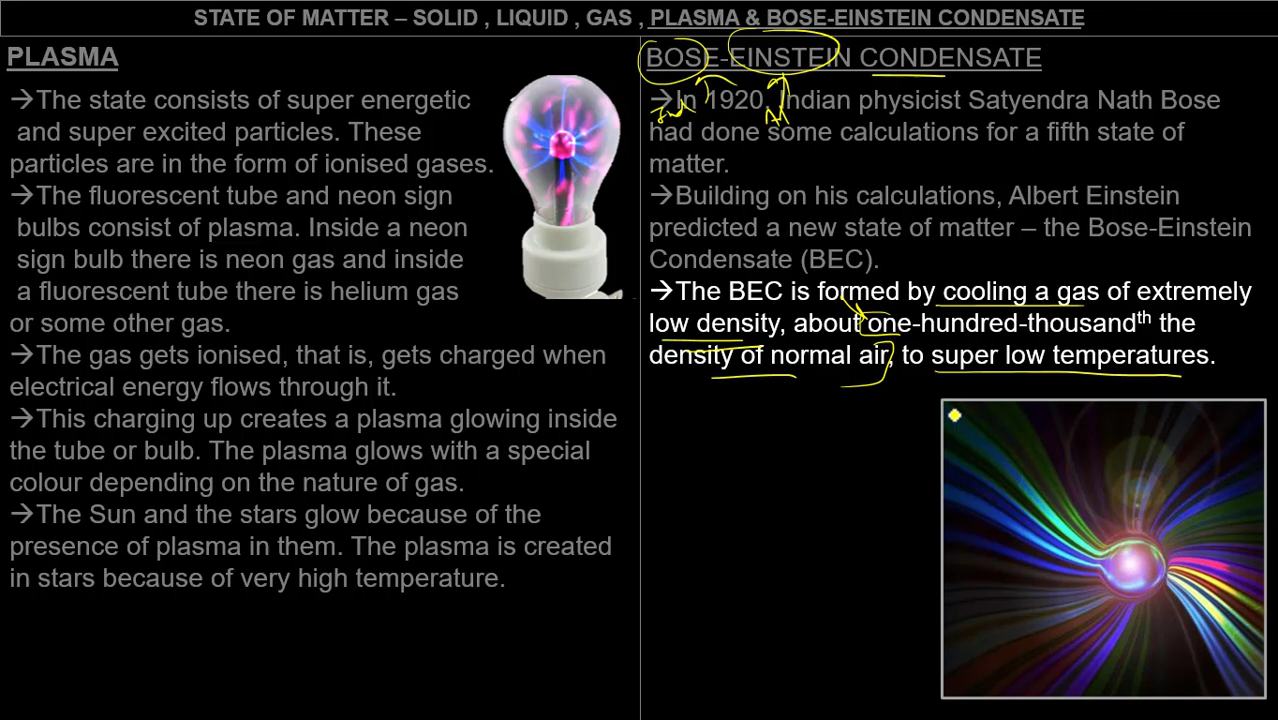 STATE OF MATTER – SOLID , LIQUID , GAS , PLASMA & BOSE-EINSTEIN CONDENSATE
PLASMA
→The state consists of super energetic
and super excited particles. These
particles are in the form of ionised gases.
→The fluorescent tube and neon sign
bulbs consist of plasma. Inside a neon
sign bulb there is neon gas and inside
a fluorescent tube there is helium gas
or some other gas.
→The gas gets ionised, that is, gets charged when
electrical energy flows through it.
→This charging up creates a plasma glowing inside
the tube or bulb. The plasma glows with a special
colour depending on the nature of gas.
→The Sun and the stars glow because of the
presence of plasma in them. The plasma is created
in stars because of very high temperature.
BOSE-EINSTEIN CONDENSATE
→In 1920, Indian physicist Satyendra Nath Bose
had done some calculations for a fifth state of
matter.
→Building on his calculations, Albert Einstein
predicted a new state of matter – the Bose-Einstein
Condensate (BEC).
→The BEC is formed by cooling a gas of extremely
low density, about one-hundred-thousandth the
density of normal air, to super low temperatures.